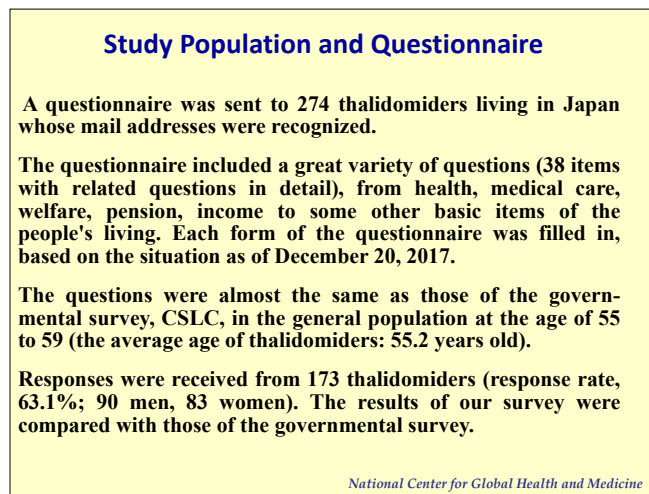 Study Population and Questionnaire
A questionnaire was sent to 274 thalidomiders living in Japan
whose mail addresses were recognized.
The questionnaire included a great variety of questions (38 items
with related questions in detail), from health, medical care,
welfare, pension, income to some other basic items of the
people's living. Each form of the questionnaire was filled in,
based on the situation as of December 20, 2017.
The questions were almost the same as those of the govern-
mental survey, CSLC, in the general population at the age of 55
to 59 (the average age of thalidomiders: 55.2 years old).
Responses were received from 173 thalidomiders (response rate,
63.1%; 90 men, 83 women). The results of our survey were
compared with those of the governmental survey.
National Center for Global Health and Medicine